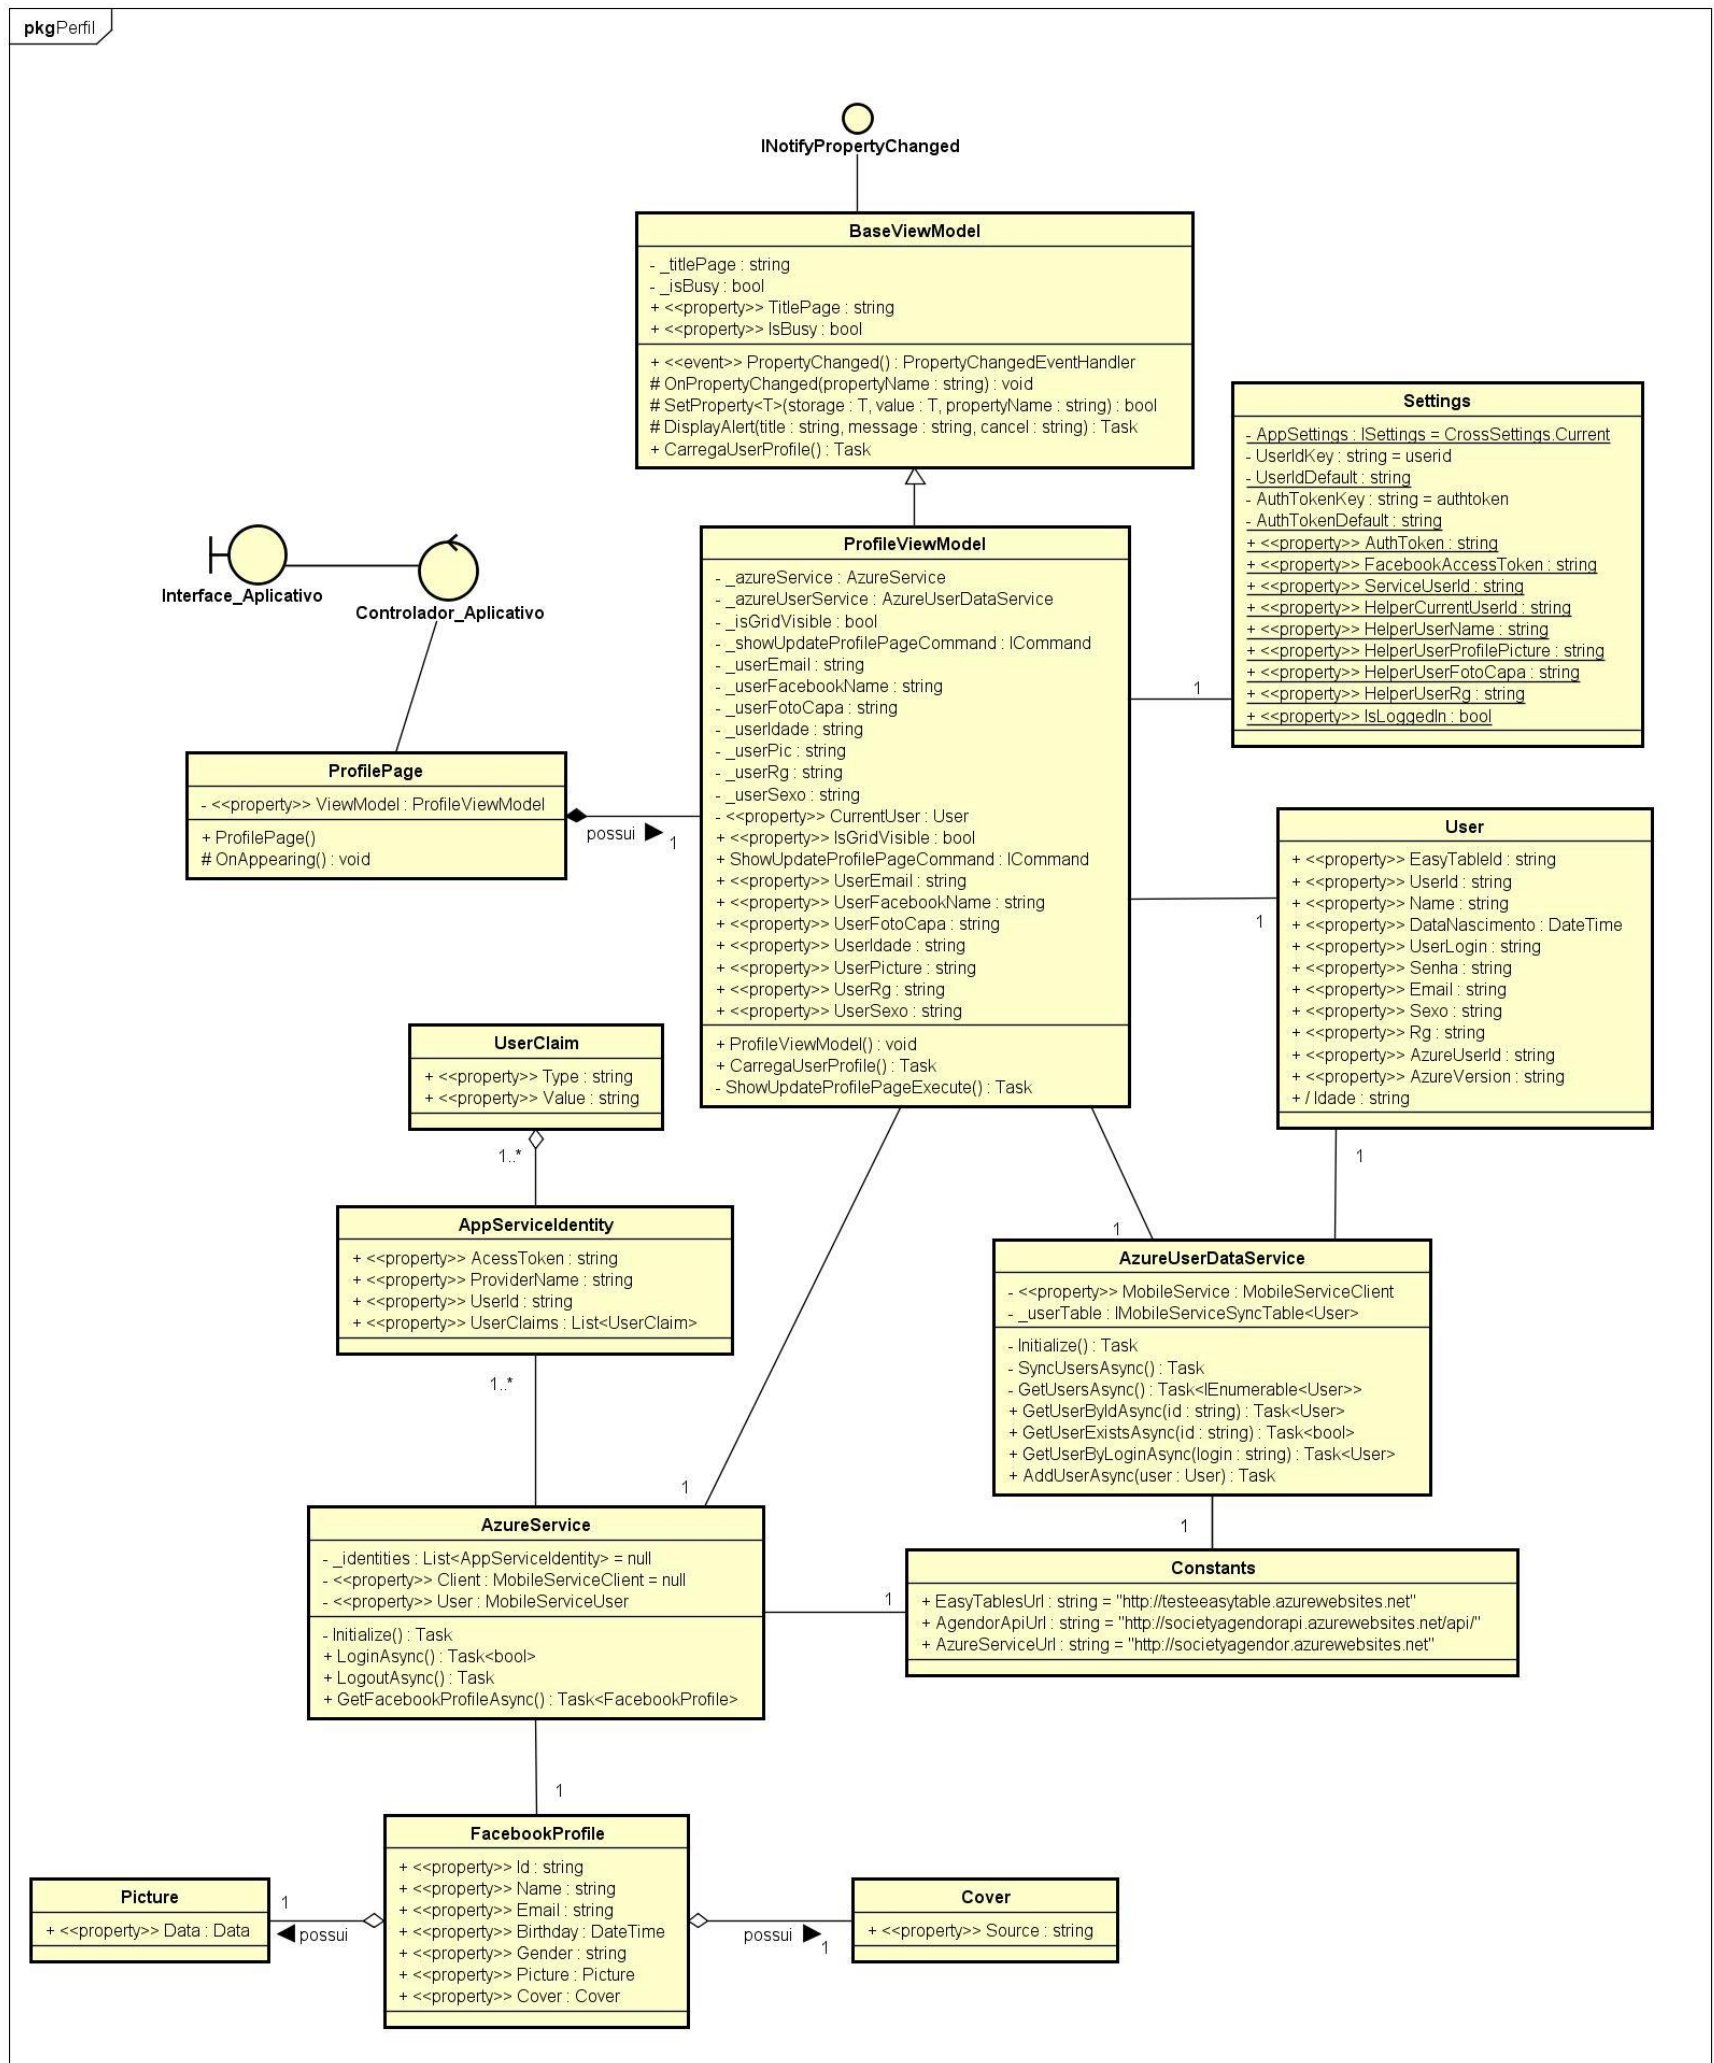 pkg Perfil
INotifyPropertyChanged
BaseViewModel
- _titlePage : string
- _isBusy : bool
+ <<property>> TitlePage : string
+ <<property>> IsBusy : bool
+ <<event>> PropertyChanged() : PropertyChangedEventHandler
# OnPropertyChanged(propertyName : string) : void
# SetProperty<T>(storage : T, value : T, propertyName : string) : bool
# DisplayAlert(title : string, message : string, cancel : string) : Task
+ CarregaUserProfile() : Task
Settings
- AppSettings : ISettings = CrossSettings.Current
- UserIdKey : string = userid
- UserIdDefault : string
- AuthTokenKey : string = authtoken
- AuthTokenDefault : string
+ <<property>> AuthToken : string
+ <<property>> FacebookAccessToken : string
+ <<property>> ServiceUserId : string
+ <<property>> HelperCurrentUserId : string
+ <<property>> HelperUserName : string
+ <<property>> HelperUserProfilePicture : string
+ <<property>> HelperUserFotoCapa : string
+ <<property>> HelperUserRg : string
+ <<property>> IsLoggedIn : bool
Interface_Aplicativo
Controlador_Aplicativo
ProfileViewModel
- _azureService : AzureService
- _azureUserService : AzureUserDataService
- _isGridVisible : bool
- _showUpdateProfilePageCommand : ICommand
- _userEmail : string
- _userFacebookName : string
- _userFotoCapa : string
- _userIdade : string
- _userPic : string
- _userRg : string
- _userSexo : string
- <<property>> CurrentUser : User
+ <<property>> IsGridVisible : bool
+ ShowUpdateProfilePageCommand : ICommand
+ <<property>> UserEmail : string
+ <<property>> UserFacebookName : string
+ <<property>> UserFotoCapa : string
+ <<property>> UserIdade : string
+ <<property>> UserPicture : string
+ <<property>> UserRg : string
+ <<property>> UserSexo : string
+ ProfileViewModel() : void
+ CarregaUserProfile() : Task
- ShowUpdateProfilePageExecute() : Task
1
ProfilePage
- <<property>> ViewModel : ProfileViewModel
+ ProfilePage()
# OnAppearing() : void
possui
1
User
+ <<property>> EasyTableId : string
+ <<property>> UserId : string
+ <<property>> Name : string
+ <<property>> DataNascimento : DateTime
+ <<property>> UserLogin : string
+ <<property>> Senha : string
+ <<property>> Email : string
+ <<property>> Sexo : string
+ <<property>> Rg : string
+ <<property>> AzureUserId : string
+ <<property>> AzureVersion : string
+ / Idade : string
1
UserClaim
+ <<property>> Type : string
+ <<property>> Value : string
1..*
1
1
AppServiceIdentity
+ <<property>> AcessToken : string
+ <<property>> ProviderName : string
+ <<property>> UserId : string
+ <<property>> UserClaims : List<UserClaim>
1..*
AzureUserDataService
- <<property>> MobileService : MobileServiceClient
- _userTable : IMobileServiceSyncTable<User>
- Initialize() : Task
- SyncUsersAsync() : Task
- GetUsersAsync() : Task<IEnumerable<User>>
+ GetUserByIdAsync(id : string) : Task<User>
+ GetUserExistsAsync(id : string) : Task<bool>
+ GetUserByLoginAsync(login : string) : Task<User>
+ AddUserAsync(user : User) : Task
1
1
AzureService
- _identities : List<AppServiceIdentity> = null
- <<property>> Client : MobileServiceClient = null
- <<property>> User : MobileServiceUser
- Initialize() : Task
+ LoginAsync() : Task<bool>
+ LogoutAsync() : Task
+ GetFacebookProfileAsync() : Task<FacebookProfile>
1
Constants
+ EasyTablesUrl : string = "http://testeeasytable.azurewebsites.net"
+ AgendorApiUrl : string = "http://societyagendorapi.azurewebsites.net/api/"
+ AzureServiceUrl : string = "http://societyagendor.azurewebsites.net"
1
FacebookProfile
+ <<property>> Id : string
+ <<property>> Name : string
+ <<property>> Email : string
+ <<property>> Birthday : DateTime
+ <<property>> Gender : string
+ <<property>> Picture : Picture
+ <<property>> Cover : Cover
Picture
+ <<property>> Data : Data
1
possui
Cover
+ <<property>> Source : string
possui
1